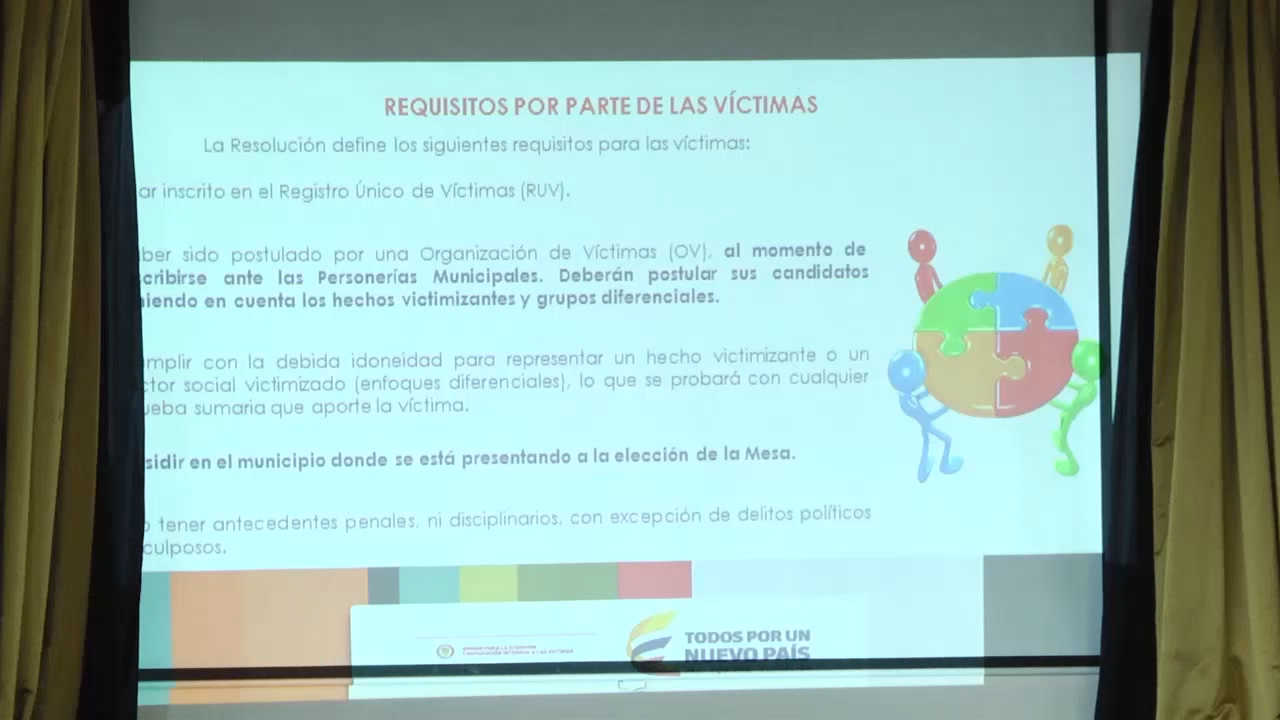 REQUISITOS POR PARTE DE LAS VÍCTIMAS
La Resolución define los siguientes requisitos para las víctimas:
ar inscrito en el Registro Único de Víctimas (RUV).
ber sido postulado por una Organización de Víctimas (OV), al momento de
cribirse ante las Personerías Municipales. Deberán postular sus candidatos
iendo en cuenta los hechos victimizantes y grupos diferenciales.
mplir con la debida idoneidad para representar un hecho victimizante o un
ctor social victimizado (enfoques diferenciales), lo que se probará con cualquier
ueba sumaria que aporte la víctima.
sidir en el municipio donde se está presentando a la elección de la Mesa.
o tener antecedentes penales, ni disciplinarios, con excepción de delitos políticos
culposos.
TODOS POR UN
NUEVO PAÍS